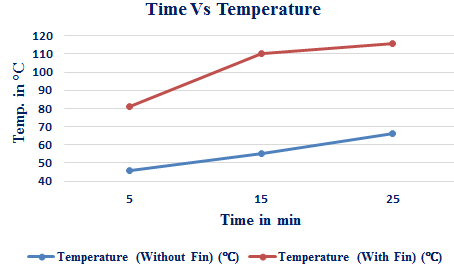 Time Vs Temperature
120
110
100
90
80
70
60
50
40
Temp. in °C
5 15 25
Time in min
Temperature (Without Fin) (℃) Temperature (With Fin) (℃)